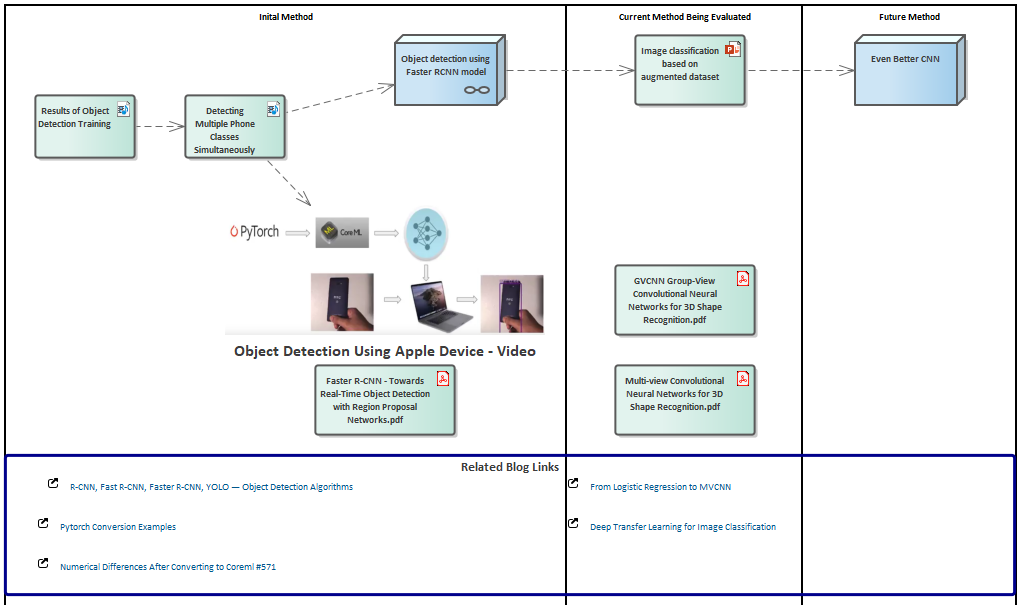 Inital Method
Current Method Being Evaluated
Future Method
Object detection using
Faster RCNN model
Image classification
based on
augmented dataset
Even Better CNN
Results of Object
Detection Training
Detecting
Multiple Phone
Classes
Simultaneously
PyTorch
ML
Core ML
GVCNN Group-View
Convolutional Neural
Networks for 3D Shape
Recognition.pdf
Object Detection Using Apple Device - Video
Faster R-CNN - Towards
Real-Time Object Detection
with Region Proposal
Networks.pdf
Multi-view Convolutional
Neural Networks for 3D
Shape Recognition.pdf
Related Blog Links
R-CNN, Fast R-CNN, Faster R-CNN, YOLO — Object Detection Algorithms
Pytorch Conversion Examples
Numerical Differences After Converting to Coreml #571
From Logistic Regression to MVCNN
Deep Transfer Learning for Image Classification